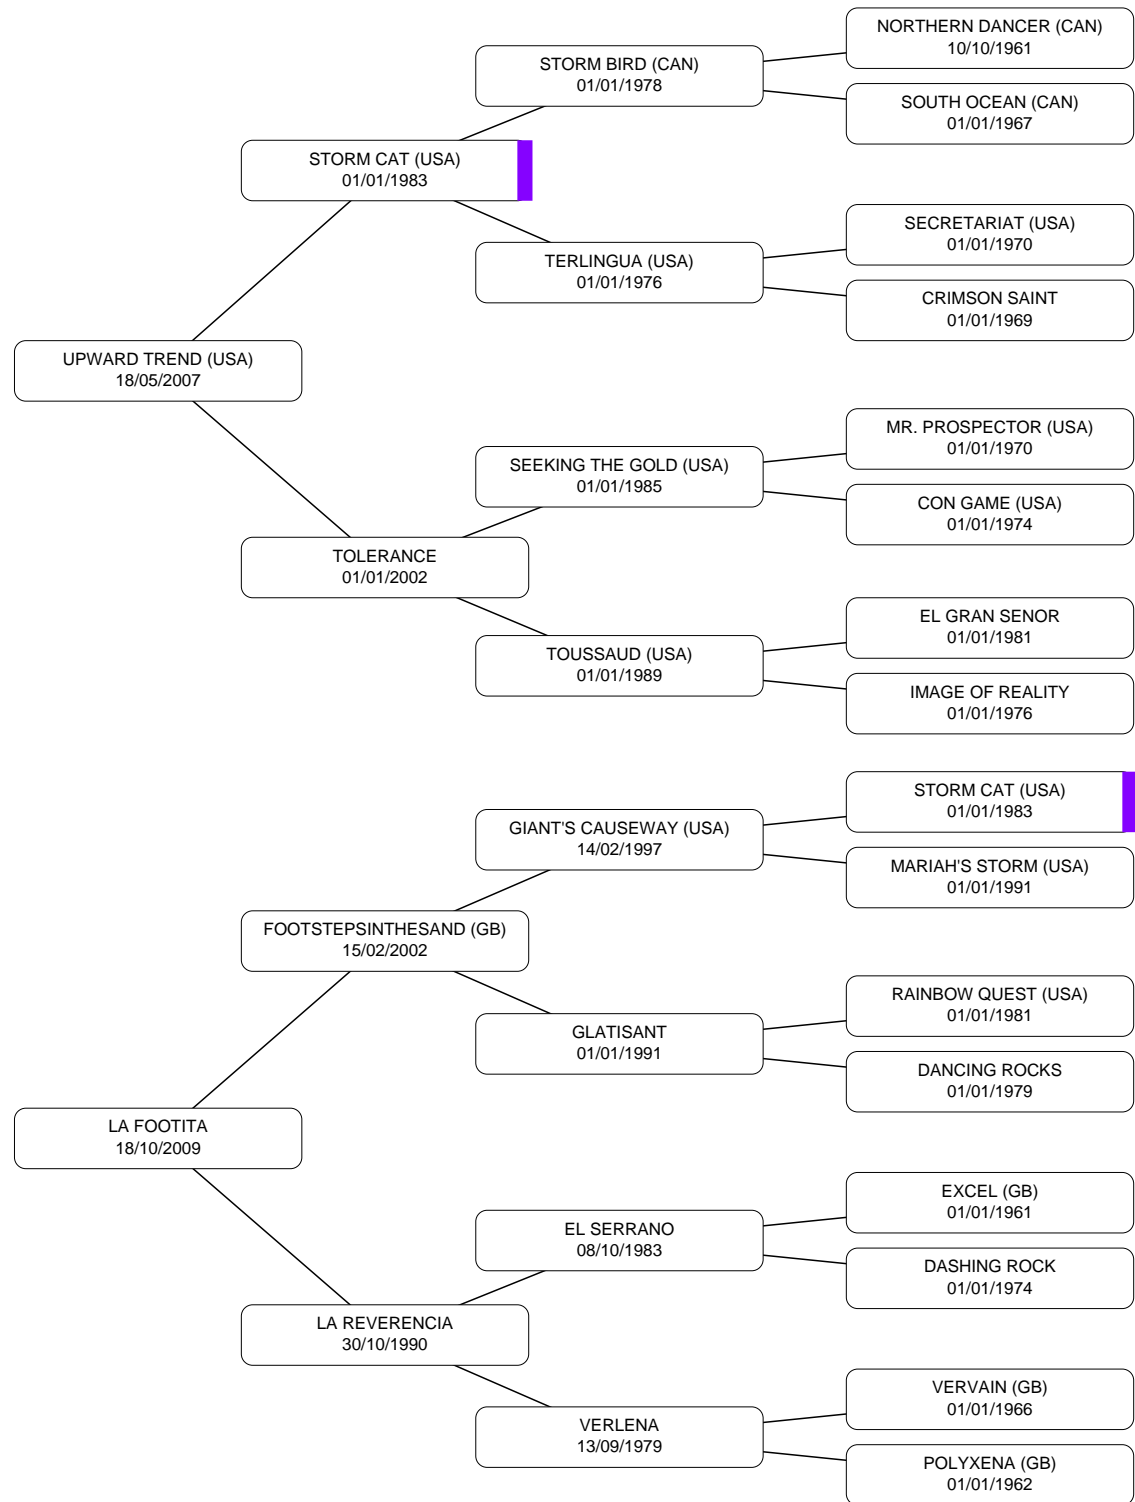 NORTHERN DANCER (CAN)
10/10/1961
STORM BIRD (CAN)
01/01/1978
SOUTH OCEAN (CAN)
01/01/1967
STORM CAT (USA)
01/01/1983
SECRETARIAT (USA)
01/01/1970
TERLINGUA (USA)
01/01/1976
CRIMSON SAINT
01/01/1969
UPWARD TREND (USA)
18/05/2007
MR. PROSPECTOR (USA)
01/01/1970
SEEKING THE GOLD (USA)
01/01/1985
CON GAME (USA)
01/01/1974
TOLERANCE
01/01/2002
EL GRAN SENOR
01/01/1981
TOUSSAUD (USA)
01/01/1989
IMAGE OF REALITY
01/01/1976
STORM CAT (USA)
01/01/1983
GIANT'S CAUSEWAY (USA)
14/02/1997
MARIAH'S STORM (USA)
01/01/1991
FOOTSTEPSINTHESAND (GB)
15/02/2002
RAINBOW QUEST (USA)
01/01/1981
GLATISANT
01/01/1991
DANCING ROCKS
01/01/1979
LA FOOTITA
18/10/2009
EXCEL (GB)
01/01/1961
EL SERRANO
08/10/1983
DASHING ROCK
01/01/1974
LA REVERENCIA
30/10/1990
VERVAIN (GB)
01/01/1966
VERLENA
13/09/1979
POLYXENA (GB)
01/01/1962